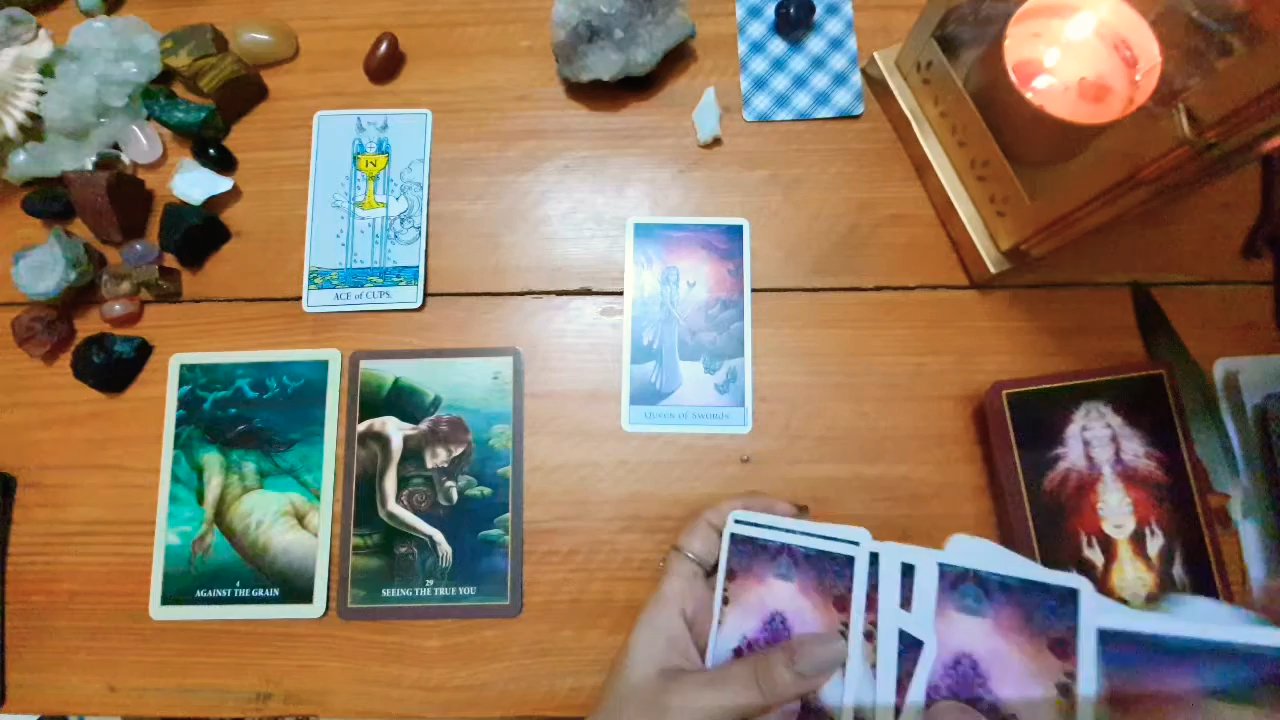 ACE of CUPS.
QUEEN OF SWORDS
4
AGAINST THE GRAIN
29
SEEING THE TRUE YOU